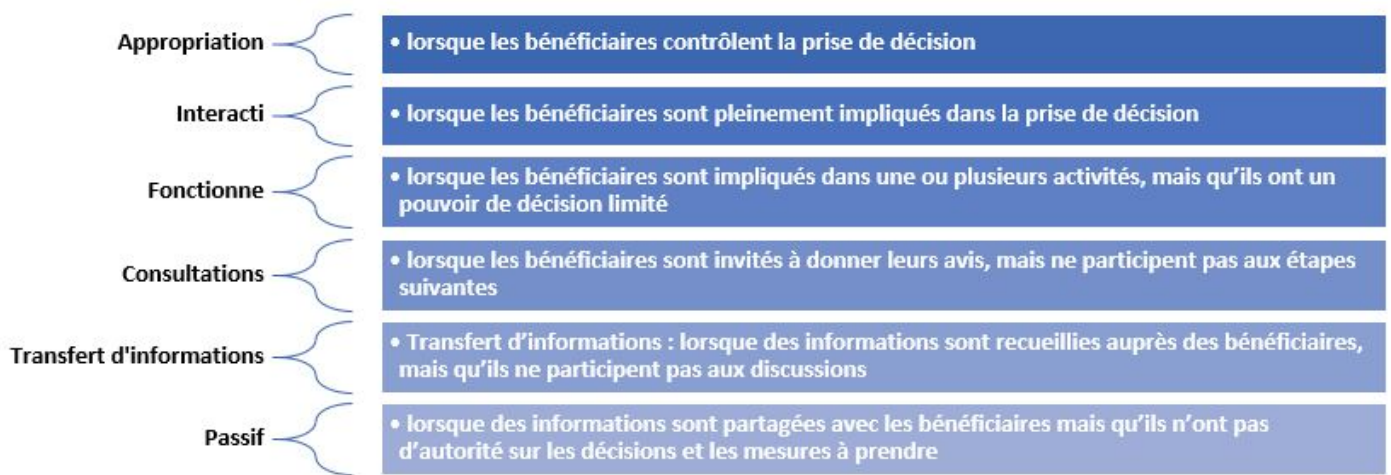 Appropriation
• lorsque les bénéficiaires contrôlent la prise de décision
Interacti
• lorsque les bénéficiaires sont pleinement impliqués dans la prise de décision
Fonctionne
• lorsque les bénéficiaires sont impliqués dans une ou plusieurs activités, mais qu’ils ont un
pouvoir de décision limité
Consultations
• lorsque les bénéficiaires sont invités à donner leurs avis, mais ne participent pas aux étapes
suivantes
Transfert d'informations
• Transfert d’informations : lorsque des informations sont recueillies auprès des bénéficiaires,
mais qu’ils ne participent pas aux discussions
Passif
• lorsque des informations sont partagées avec les bénéficiaires mais qu’ils n’ont pas
d’autorité sur les décisions et les mesures à prendre